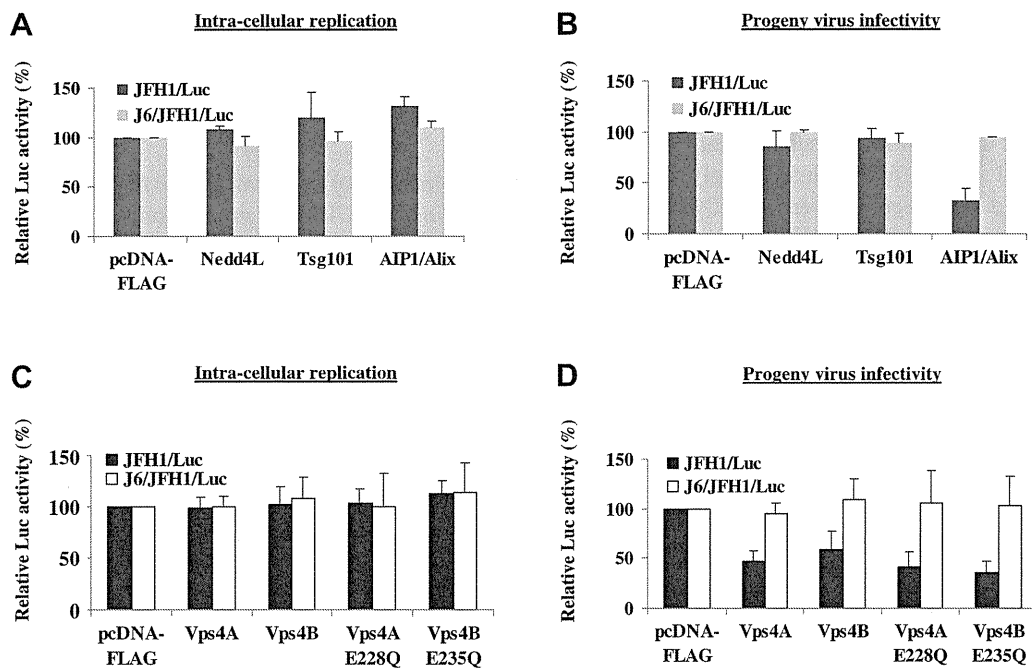 A
Intra-cellular replication
Relative Luc activity (%)
150
100
50
0
JFH1/Luc
J6/JFH1/Luc
pcDNA-
FLAG
Nedd4L
Tsg101
AIP1/Alix
B
Progeny virus infectivity
Relative Luc activity (%)
150
100
50
0
JFH1/Luc
J6/JFH1/Luc
pcDNA-
FLAG
Nedd4L
Tsg101
AIP1/Alix
C
Intra-cellular replication
Relative Luc activity (%)
150
100
50
0
JFH1/Luc
J6/JFH1/Luc
pcDNA-
FLAG
Vps4A
Vps4B
Vps4A
E228Q
Vps4B
E235Q
D
Progeny virus infectivity
Relative Luc activity (%)
150
100
50
0
JFH1/Luc
J6/JFH1/Luc
pcDNA-
FLAG
Vps4A
Vps4B
Vps4A
E228Q
Vps4B
E235Q